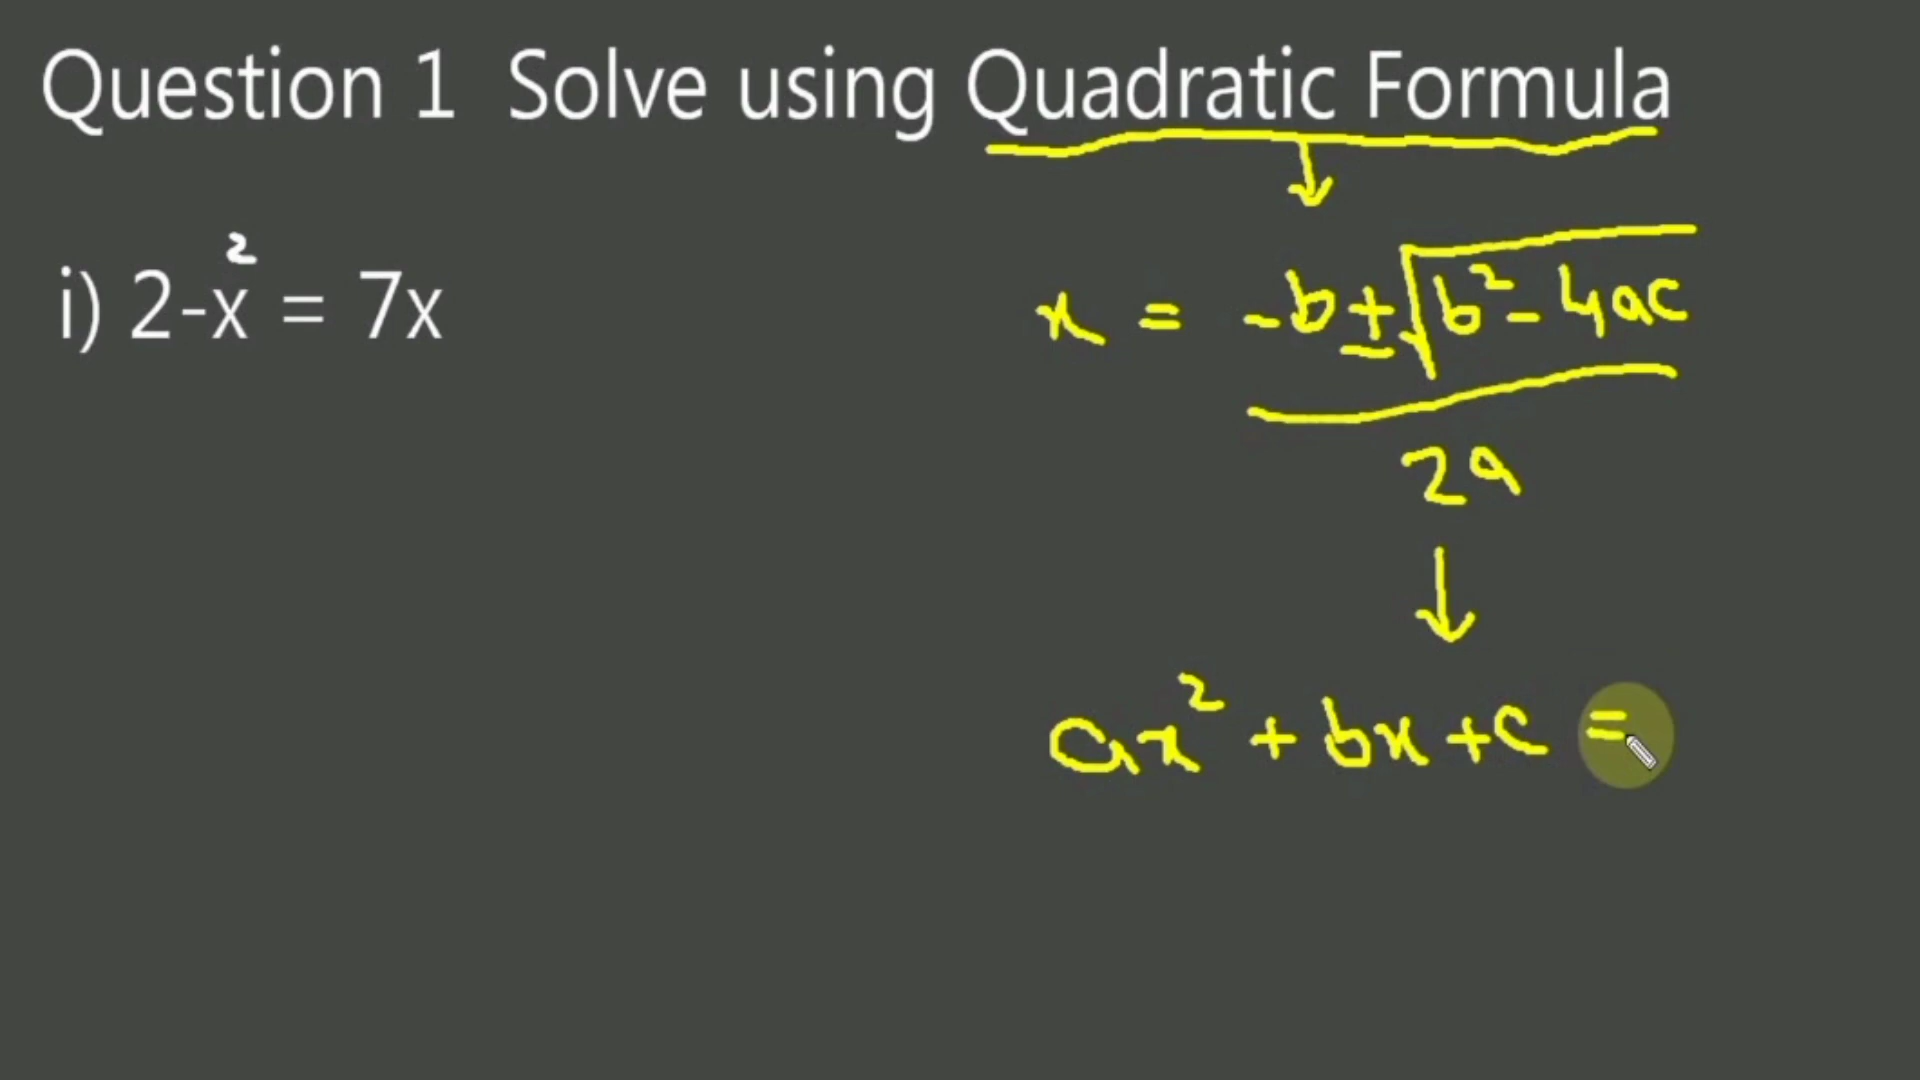 Question 1 Solve using Quadratic Formula
i) 2-x² = 7x
x = -b ± √b² - 4ac
2a
ax² + bx + c =